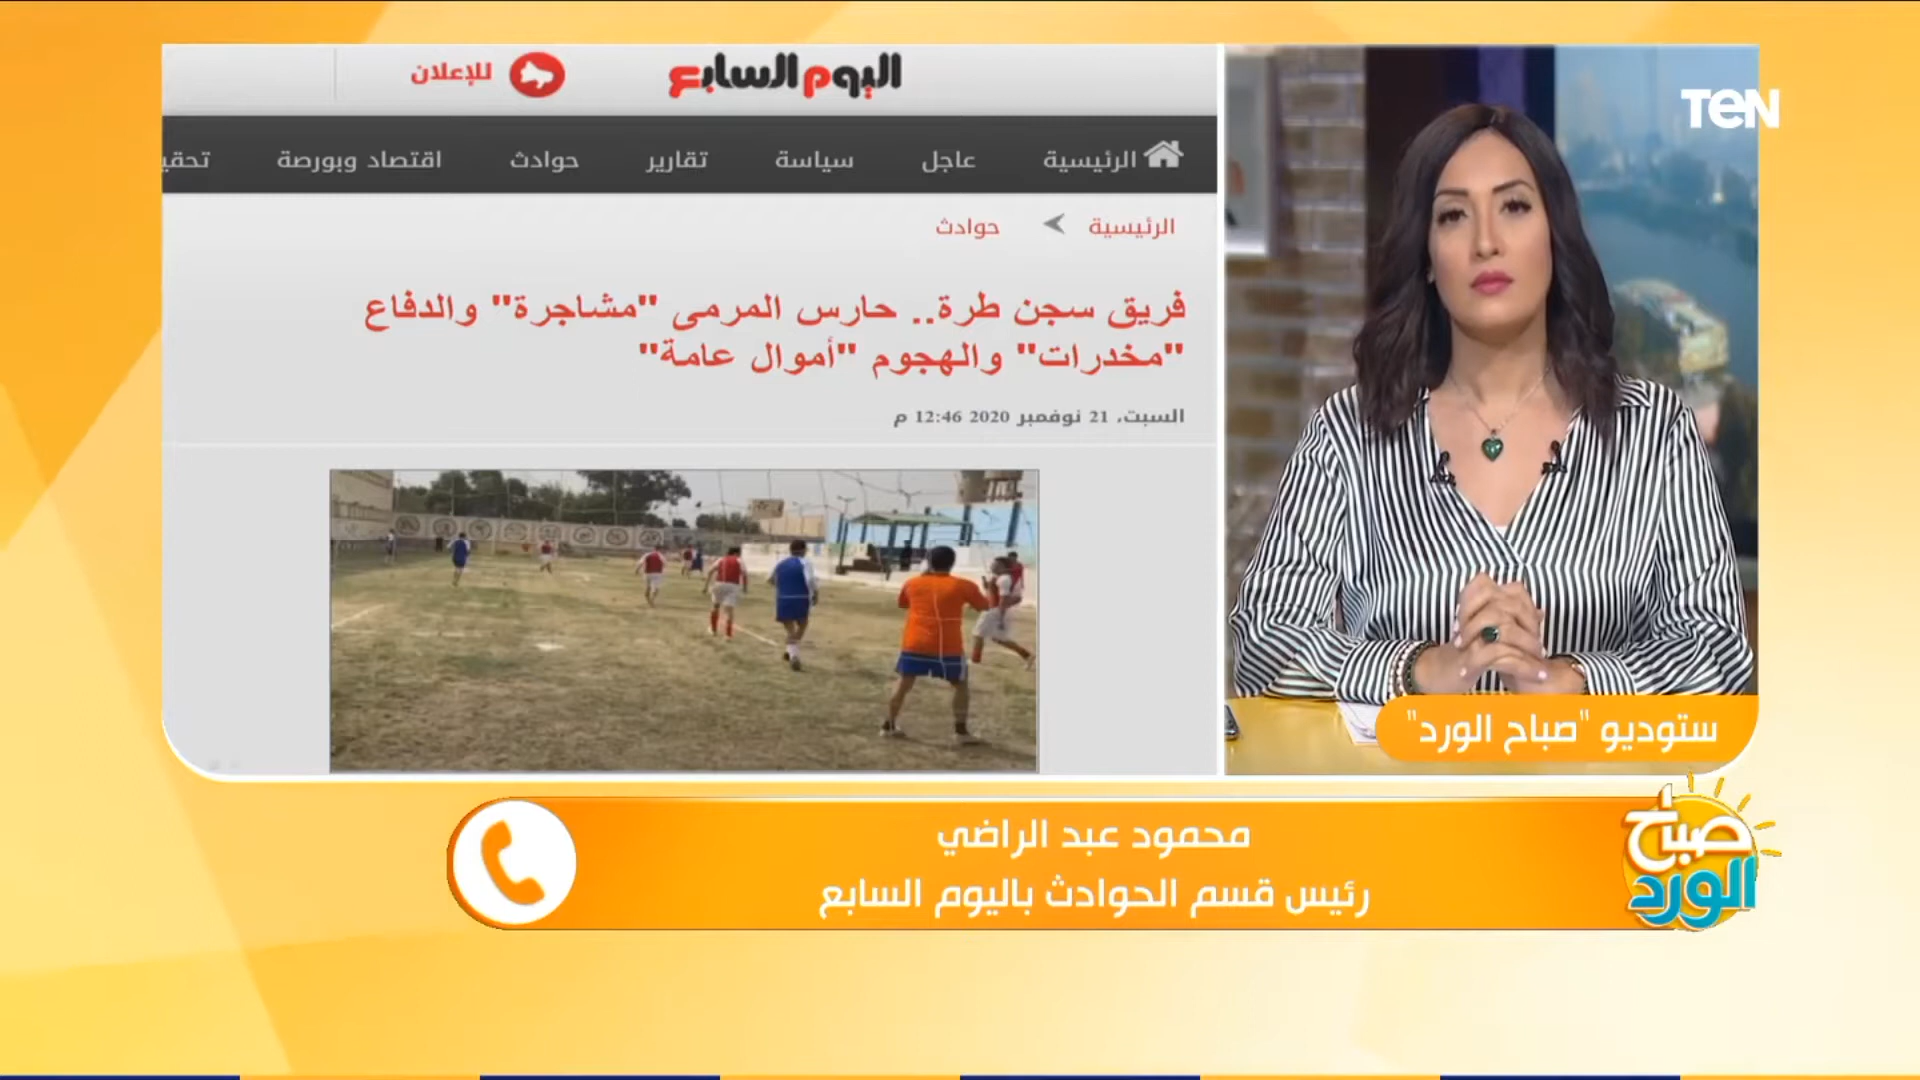 TeN
للإعلان
اليوم السابع
الرئيسية
عاجل
سياسة
تقارير
حوادث
اقتصاد وبورصة
تحقي
الرئيسية
حوادث
فريق سجن طرة.. حارس المرمى "مشاجرة" والدفاع
"مخدرات" والهجوم "أموال عامة"
السبت، 21 نوفمبر 2020 12:46 م
ستوديو "صباح الورد"
محمود عبد الراضي
رئيس قسم الحوادث باليوم السابع
صباح
الورد